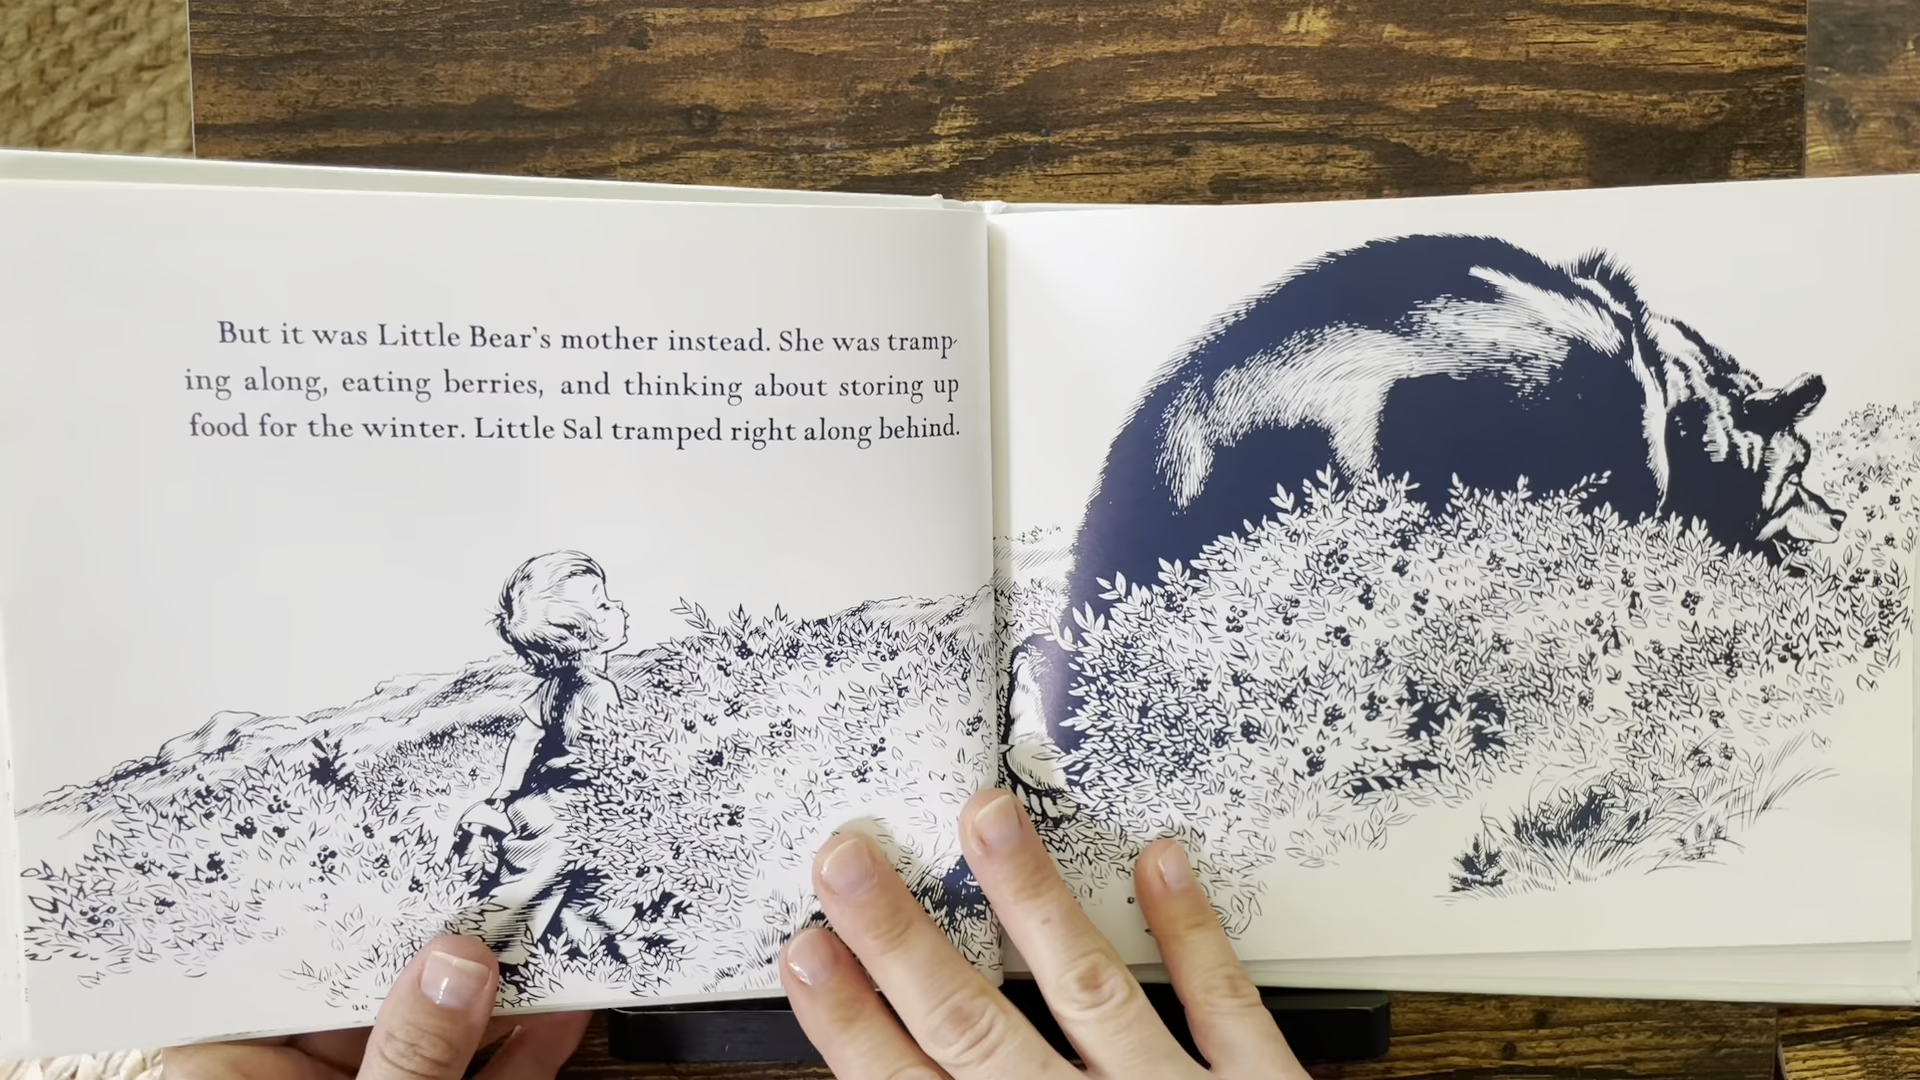 But it was Little Bear's mother instead. She was tramp-
ing along, eating berries, and thinking about storing up
food for the winter. Little Sal tramped right along behind.